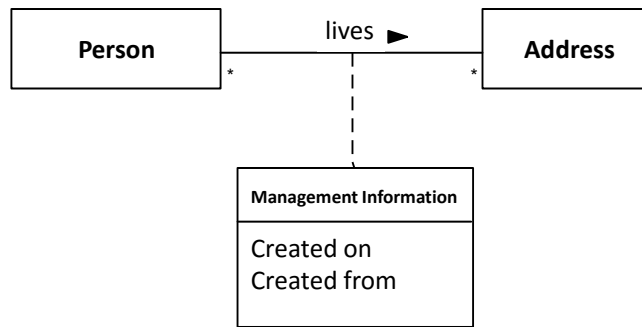 lives ►
Person
Address
*
*
Management Information
Created on
Created from